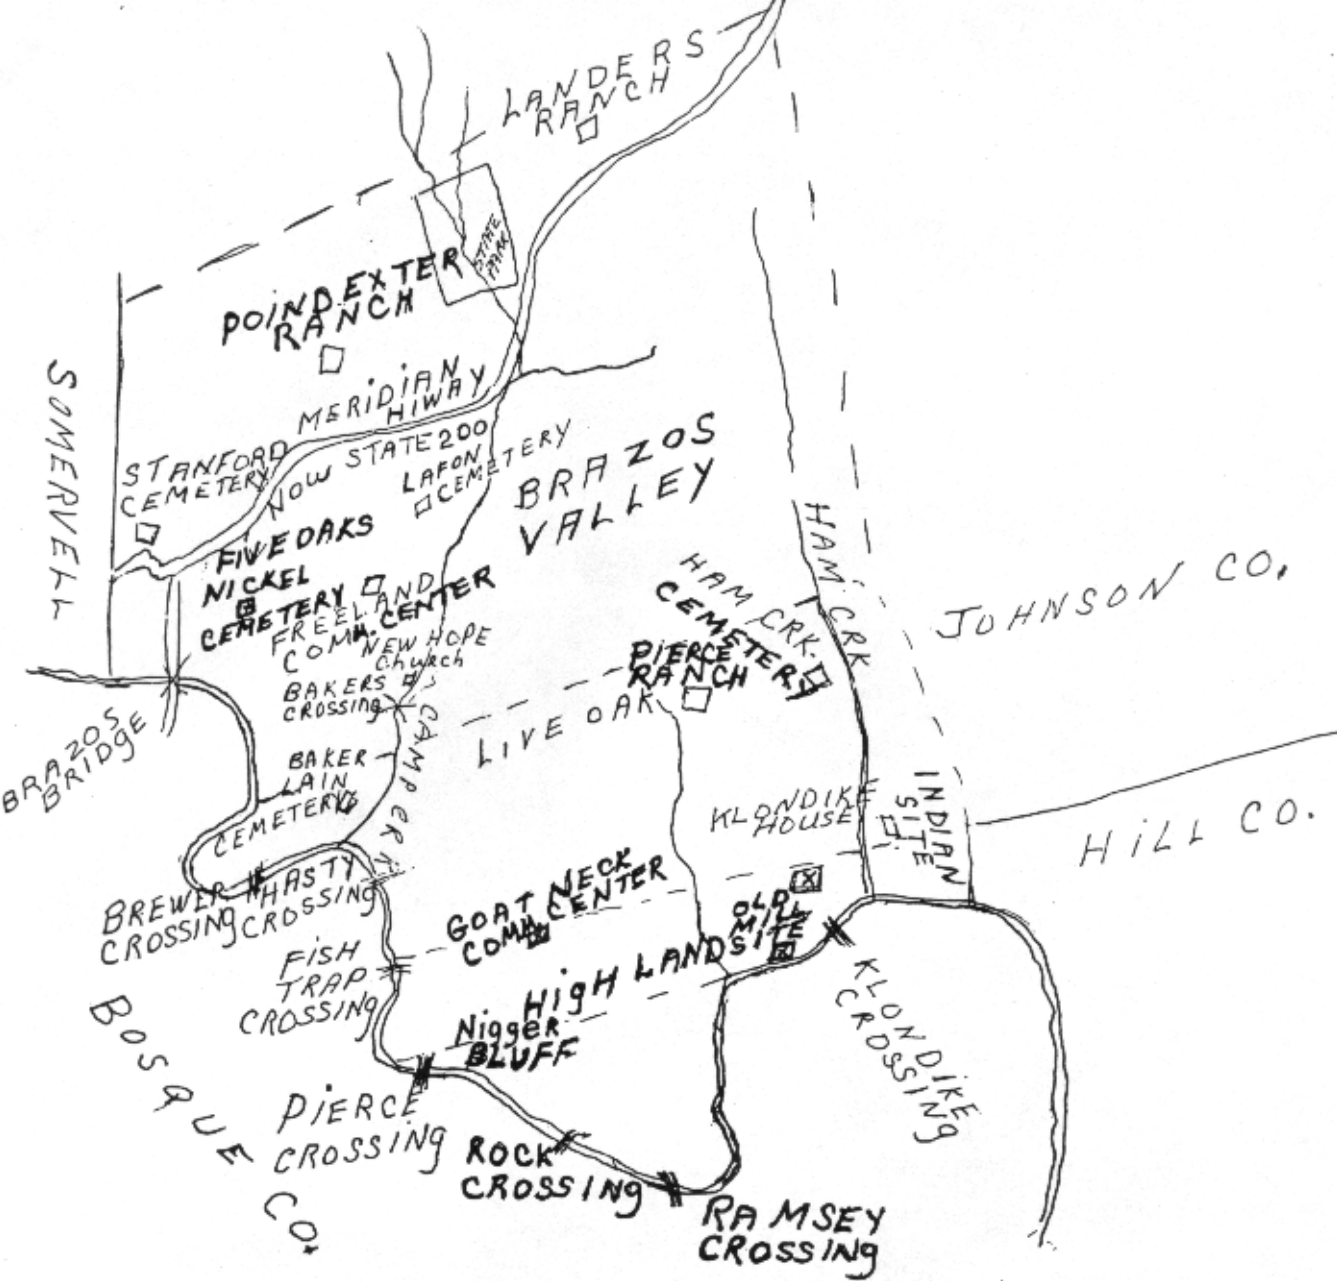 LANDERS
RANCH
STATE
PARK
POINDEXTER
RANCH
SOMERVELL
MERIDIAN
HIWAY
NOW STATE 200
STANFORD
CEMETERY
LAFON
CEMETERY
BRAZOS
VALLEY
FIVE OAKS
NICKEL
CEMETERY
FREELAND
COMM. CENTER
HAM CRK
HAM CRK.
CEMETERY
JOHNSON CO.
NEW HOPE
Church
PIERCE
RANCH
BAKERS
CROSSING
LIVE OAK
BRAZOS
BRIDGE
CAMP CRK
BAKER
LAIN
CEMETERY
KLONDIKE
HOUSE
INDIAN
SITE
HILL CO.
BREWER
CROSSING
HASTY
CROSSING
GOAT NECK
COMM. CENTER
OLD
MILL
SITE
FISH
TRAP
CROSSING
HIGH LAND
KLONDIKE
CROSSING
BOSQUE CO.
Nigger
BLUFF
PIERCE
CROSSING
ROCK
CROSSING
RAMSEY
CROSSING